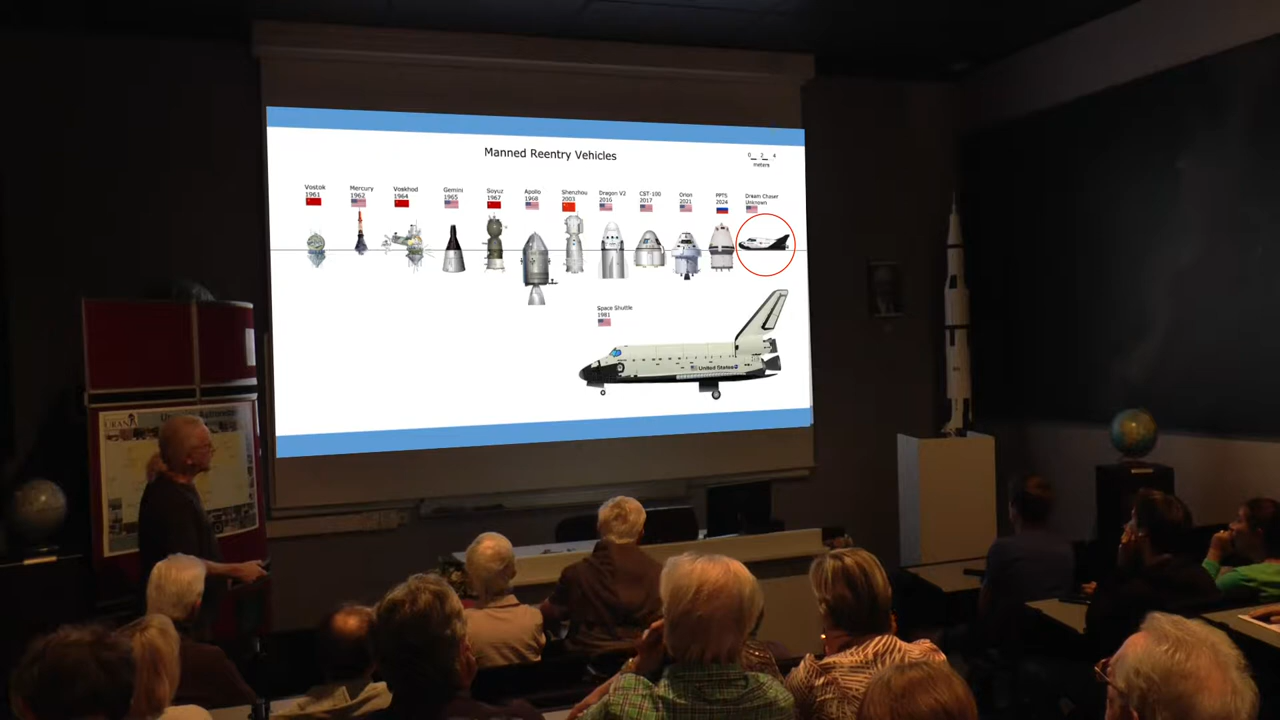 Manned Reentry Vehicles
0 2 4
meters
Vostok
1961
Mercury
1962
Voskhod
1964
Gemini
1965
Soyuz
1967
Apolo
1968
Shenzhou
2003
Dragon V2
2016
CST-100
2017
Orion
2021
PPTS
2024
Dream Chaser
Unknown
Space Shuttle
1981
United States
URANIA